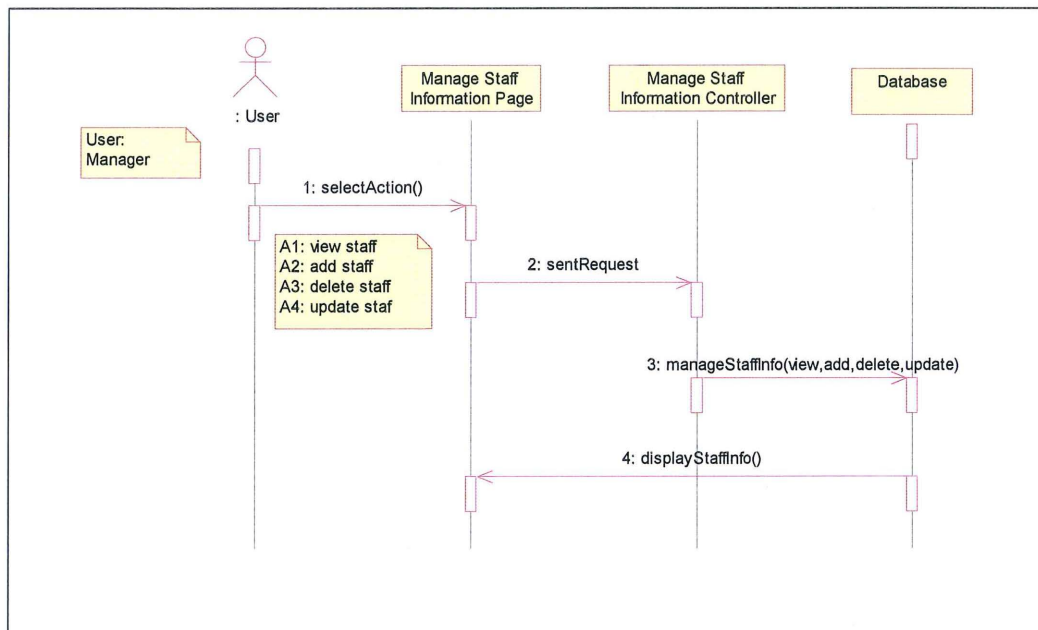 Manage Staff
Information Page
Manage Staff
Information Controller
Database
: User
User:
Manager
1: selectAction()
A1: view staff
A2: add staff
A3: delete staff
A4: update staf
2: sentRequest
3: manageStaffInfo(view,add,delete,update)
4: displayStaffInfo()